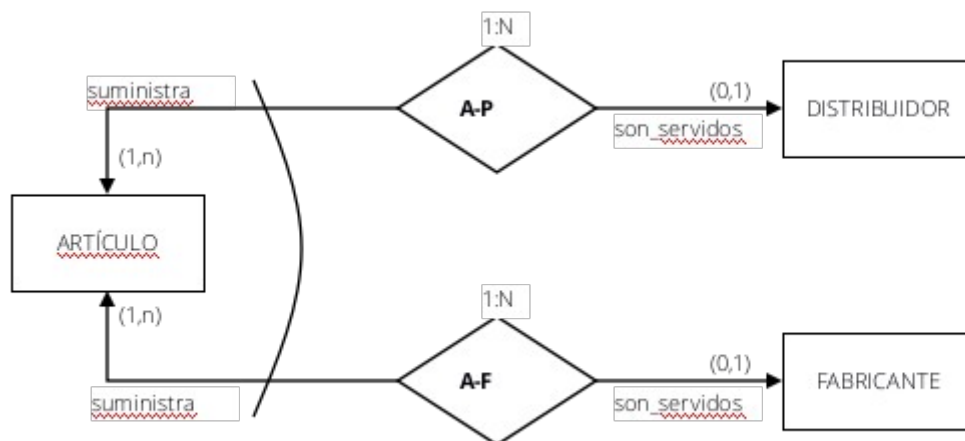 1:N
suministra
A-P
(0,1)
DISTRIBUIDOR
son_servidos
(1,n)
ARTÍCULO
(1,n)
1:N
(0,1)
A-F
FABRICANTE
suministra
son_servidos